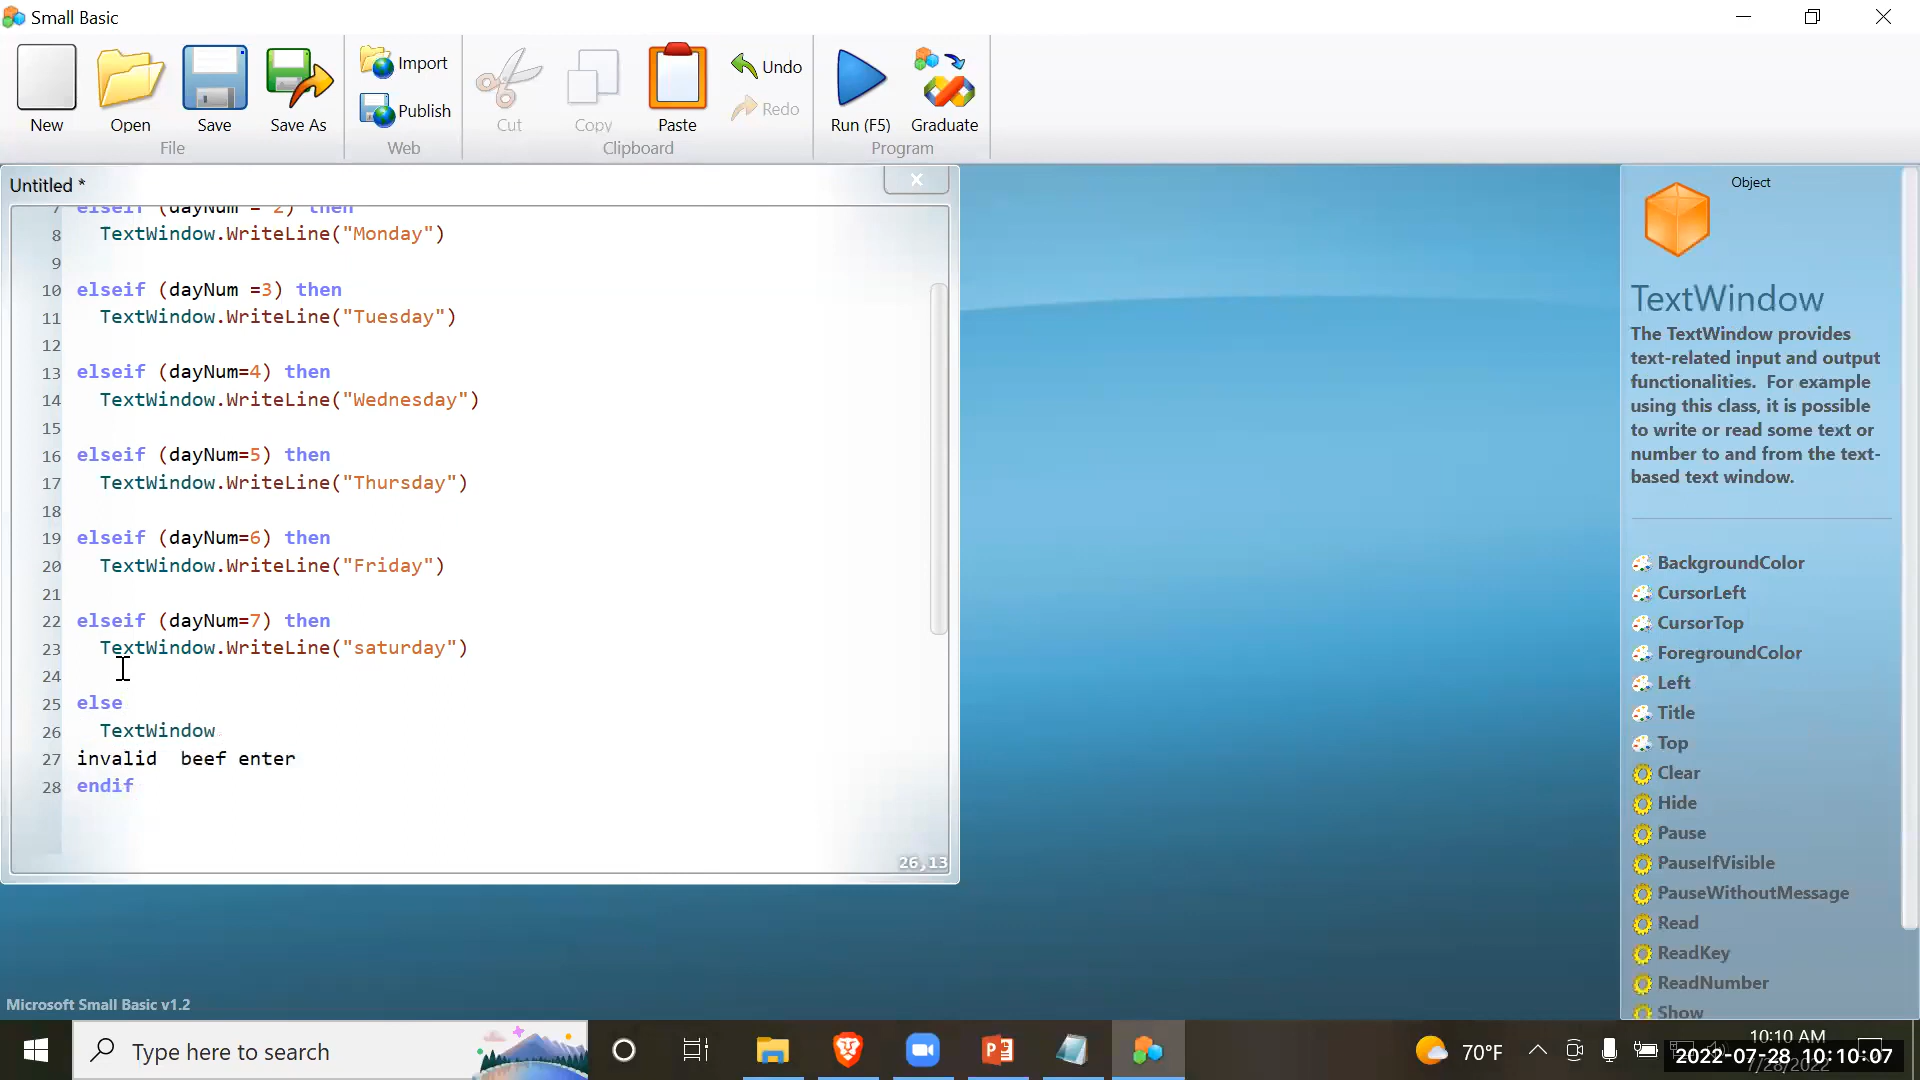 Small Basic
New
Open
Save
Save As
File
Import
Publish
Web
Cut
Copy
Paste
Undo
Redo
Clipboard
Run (F5)
Graduate
Program
Untitled *
7 elseif (dayNum = 2) then
8 TextWindow.WriteLine("Monday")
9
10 elseif (dayNum =3) then
11 TextWindow.WriteLine("Tuesday")
12
13 elseif (dayNum=4) then
14 TextWindow.WriteLine("Wednesday")
15
16 elseif (dayNum=5) then
17 TextWindow.WriteLine("Thursday")
18
19 elseif (dayNum=6) then
20 TextWindow.WriteLine("Friday")
21
22 elseif (dayNum=7) then
23 TextWindow.WriteLine("saturday")
24
25 else
26 TextWindow
27 invalid  beef enter
28 endif
26,13
Object
TextWindow
The TextWindow provides
text-related input and output
functionalities. For example
using this class, it is possible
to write or read some text or
number to and from the text-
based text window.
BackgroundColor
CursorLeft
CursorTop
ForegroundColor
Left
Title
Top
Clear
Hide
Pause
PauseIfVisible
PauseWithoutMessage
Read
ReadKey
ReadNumber
Show
Microsoft Small Basic v1.2
Type here to search
70°F
10:10 AM
7/28/2022
2022-07-28 10:10:07